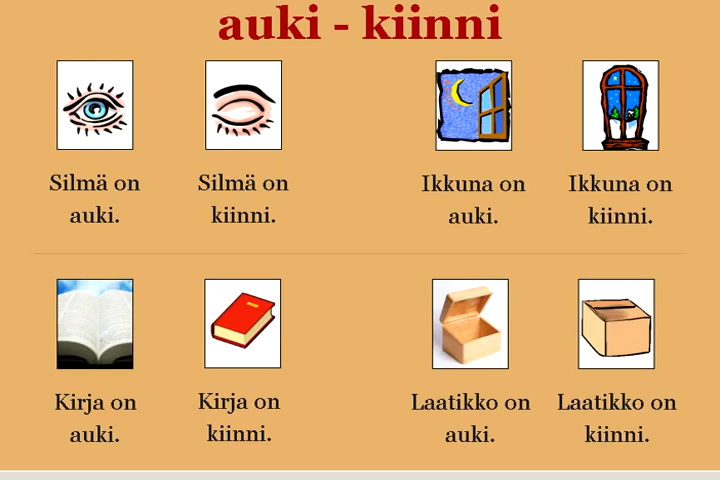 auki - kiinni
Silmä on
auki.
Silmä on
kiinni.
Ikkuna on
auki.
Ikkuna on
kiinni.
Kirja on
auki.
Kirja on
kiinni.
Laatikko on
auki.
Laatikko on
kiinni.